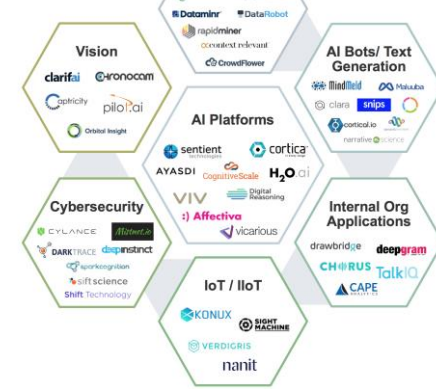 Dataminr DataRobot
rapidminer
context relevant
CrowdFlower
Vision
clarifai Chronocam
Captricity pilot.ai
Orbital Insight
AI Bots/ Text
Generation
MindMeld Maluuba
clara snips
cortical.io
narrative science
AI Platforms
sentient
technologies
cortica
AYASDI CognitiveScale H2O.ai
VIV Digital
Reasoning
:) Affectiva
vicarious
Cybersecurity
CYLANCE Mistnet.io
DARKTRACE deepinstinct
sparkcognition
sift science
Shift Technology
Internal Org
Applications
drawbridge deepgram
CHORUS TalkIQ
CAPE
IoT / IIoT
KONUX SIGHT
MACHINE
VERDIGRIS
nanit